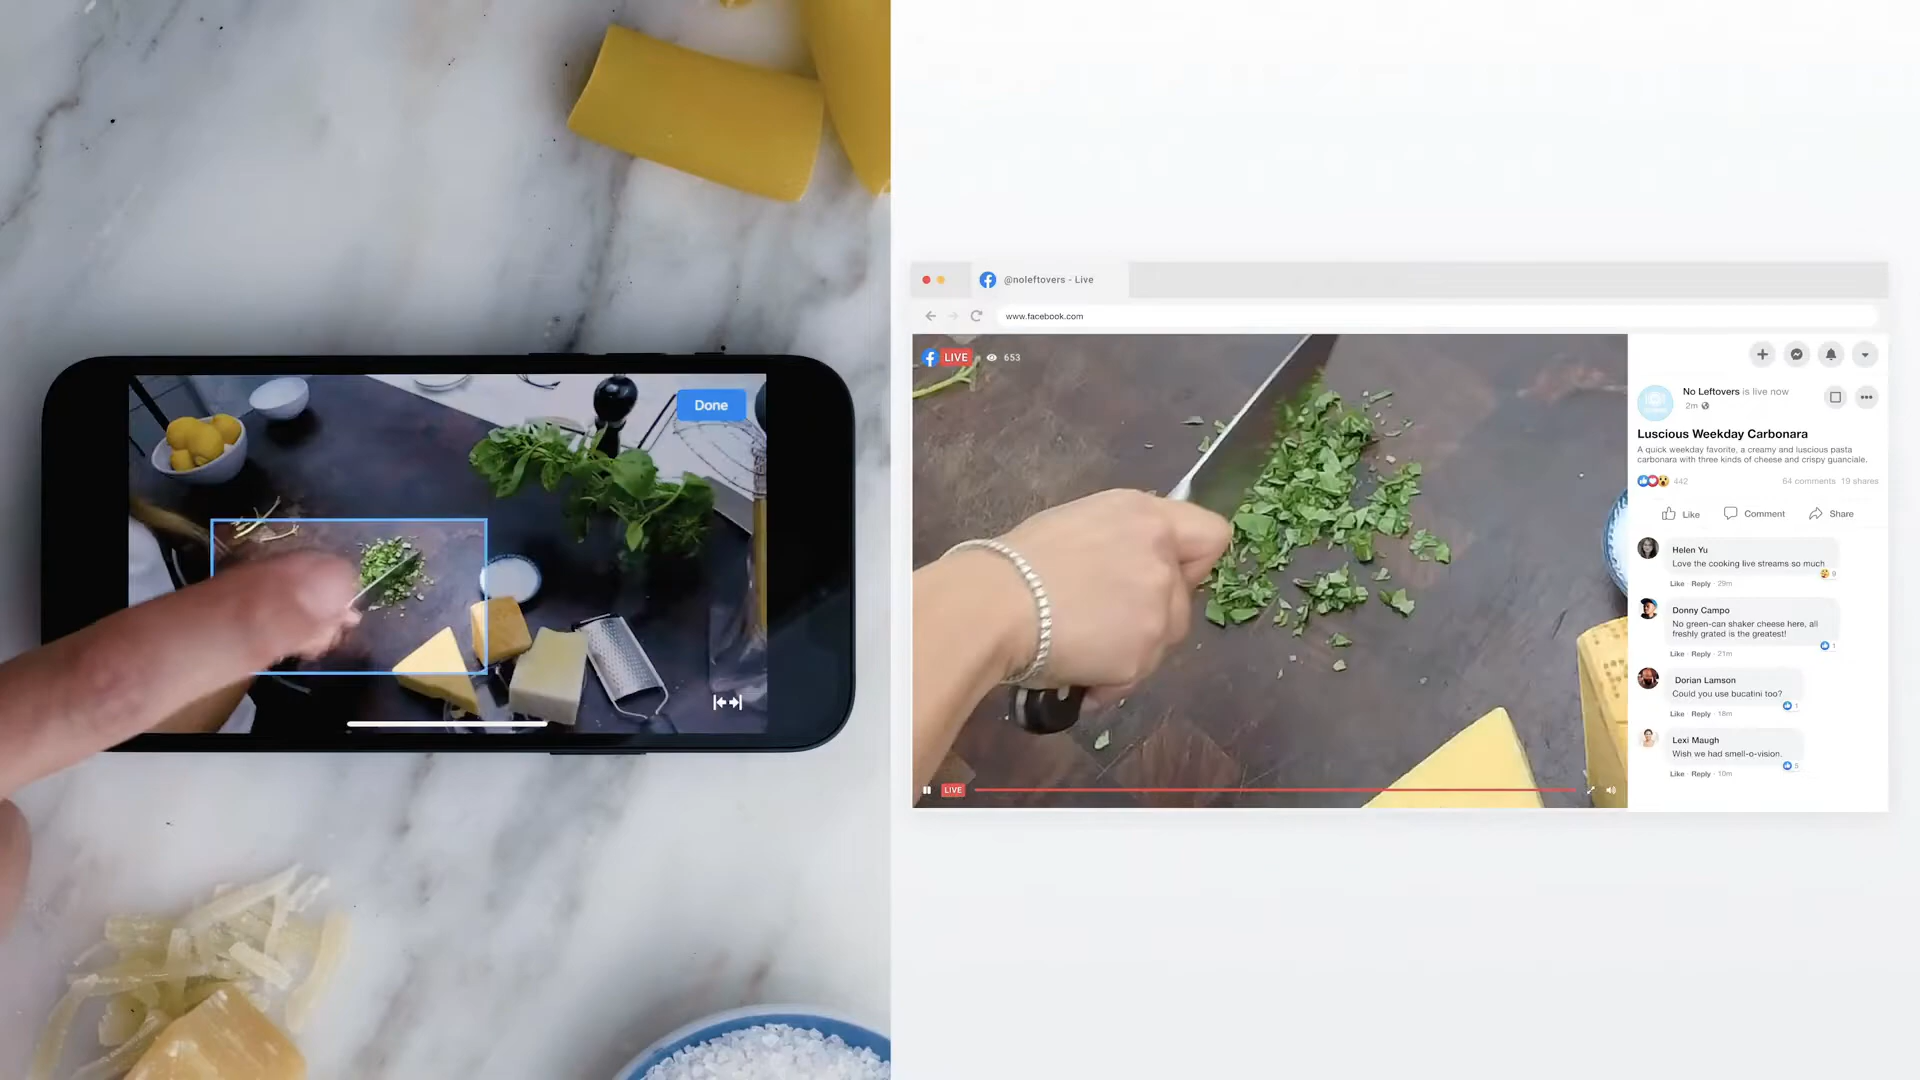 Done
@noleftovers - Live
www.facebook.com
LIVE 653
No Leftovers is live now
2m
Luscious Weekday Carbonara
A quick weekday favorite, a creamy and luscious pasta
carbonara with three kinds of cheese and crispy guanciale.
442 64 comments 19 shares
Like Comment Share
Helen Yu
Love the cooking live streams so much
9
Like · Reply · 29m
Donny Campo
No green-can shaker cheese here, all
freshly grated is the greatest!
1
Like · Reply · 21m
Dorian Lamson
Could you use bucatini too?
1
Like · Reply · 18m
Lexi Maugh
Wish we had smell-o-vision.
5
Like · Reply · 10m
LIVE